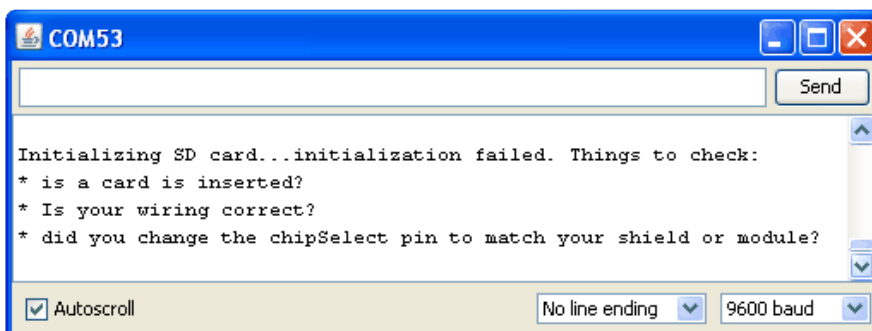 COM53
Send
Initializing SD card...initialization failed. Things to check:
* is a card is inserted?
* Is your wiring correct?
* did you change the chipSelect pin to match your shield or module?
Autoscroll
No line ending
9600 baud